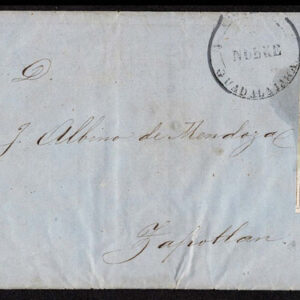 NOBRE
GUADALAJARA
D.
J. Albino de Mendoza
Zapotlan